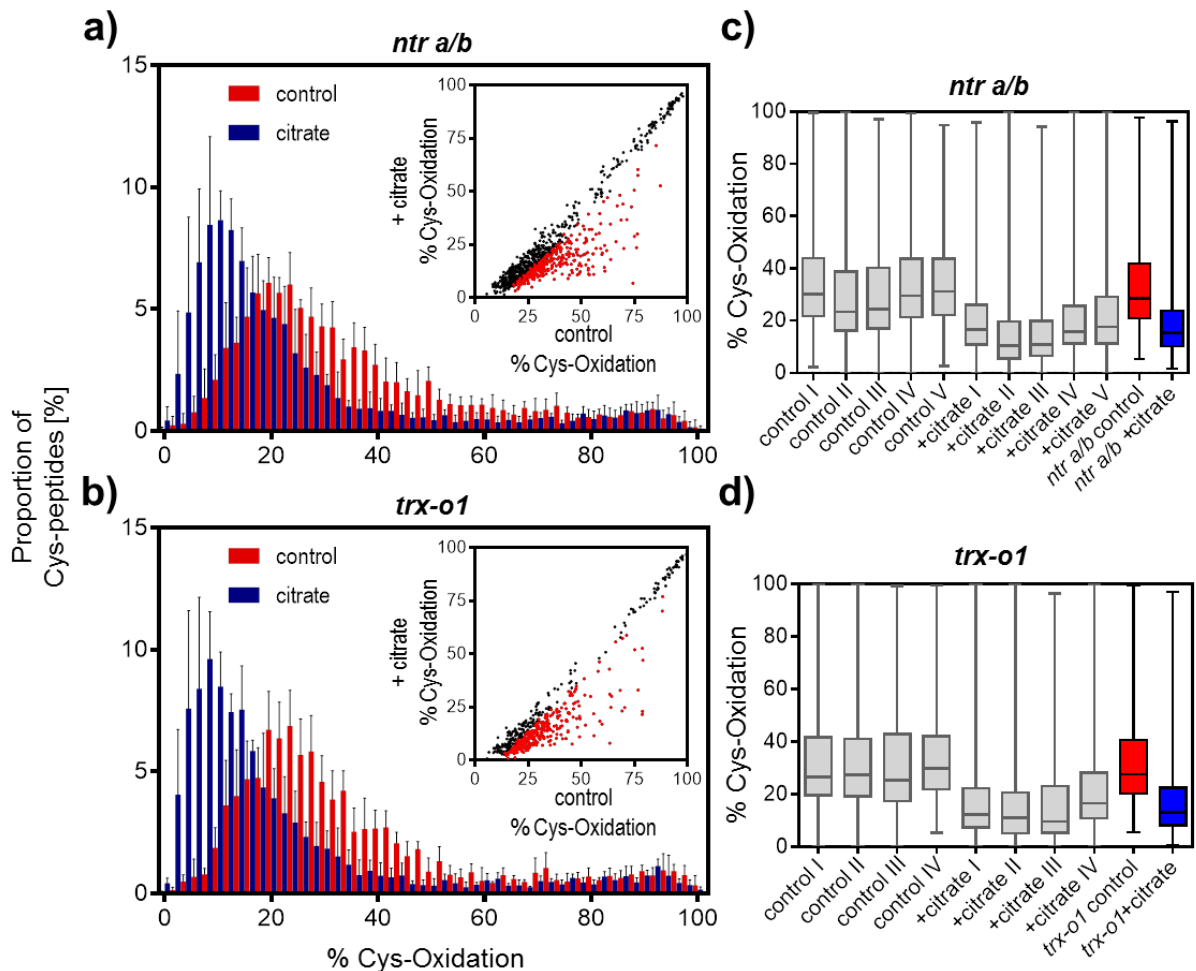 a)
ntr a/b
15
10
5
0
0
20
40
60
80
100
control
citrate
100
75
50
25
0
0
25
50
75
100
+ citrate
% Cys-Oxidation
control
% Cys-Oxidation
b)
trx-o1
15
10
5
0
0
20
40
60
80
100
control
citrate
100
75
50
25
0
0
25
50
75
100
+ citrate
% Cys-Oxidation
control
% Cys-Oxidation
Proportion of
Cys-peptides [%]
% Cys-Oxidation
c)
ntr a/b
% Cys-Oxidation
100
80
60
40
20
0
control I
control II
control III
control IV
control V
+citrate I
+citrate II
+citrate III
+citrate IV
+citrate V
ntr a/b control
ntr a/b +citrate
d)
trx-o1
% Cys-Oxidation
100
80
60
40
20
0
control I
control II
control III
control IV
+citrate I
+citrate II
+citrate III
+citrate IV
trx-o1 control
trx-o1+citrate